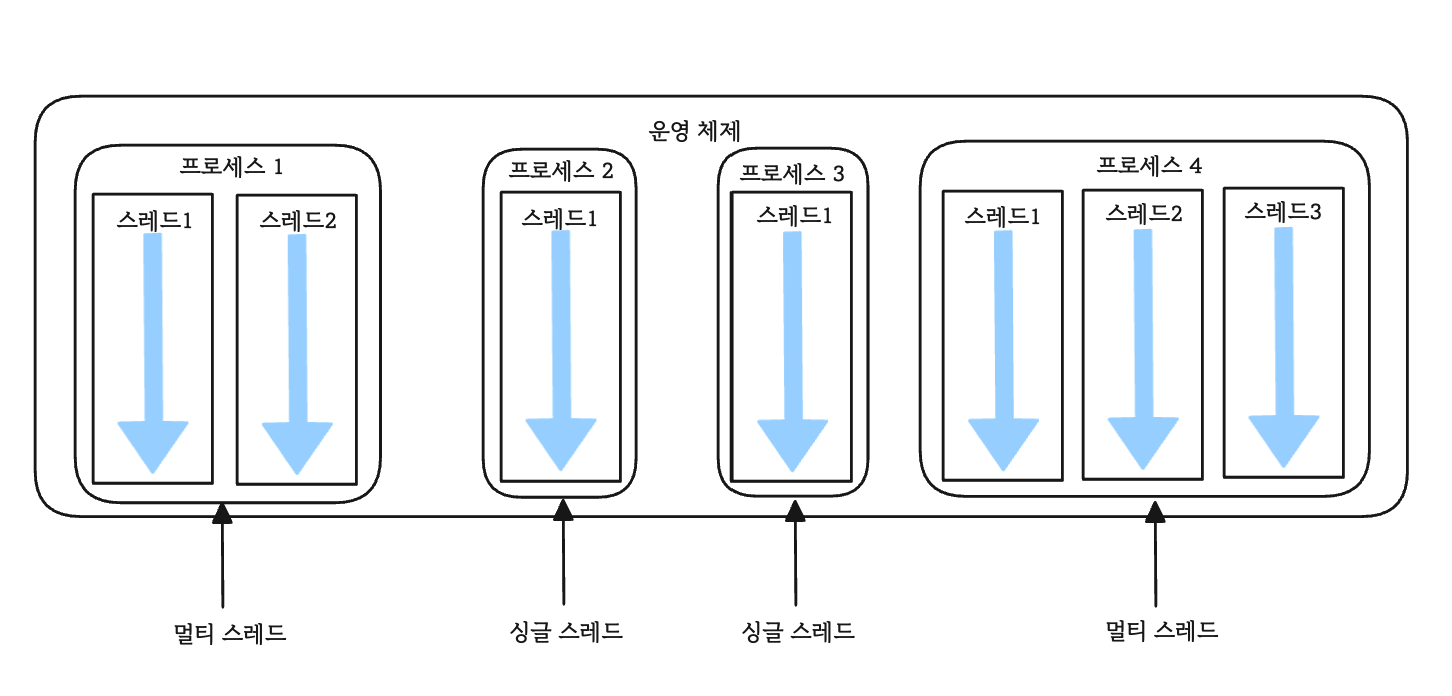 운영 체제
프로세스 1
스레드1
스레드2
프로세스 2
스레드1
프로세스 3
스레드1
프로세스 4
스레드1
스레드2
스레드3
멀티 스레드
싱글 스레드
싱글 스레드
멀티 스레드